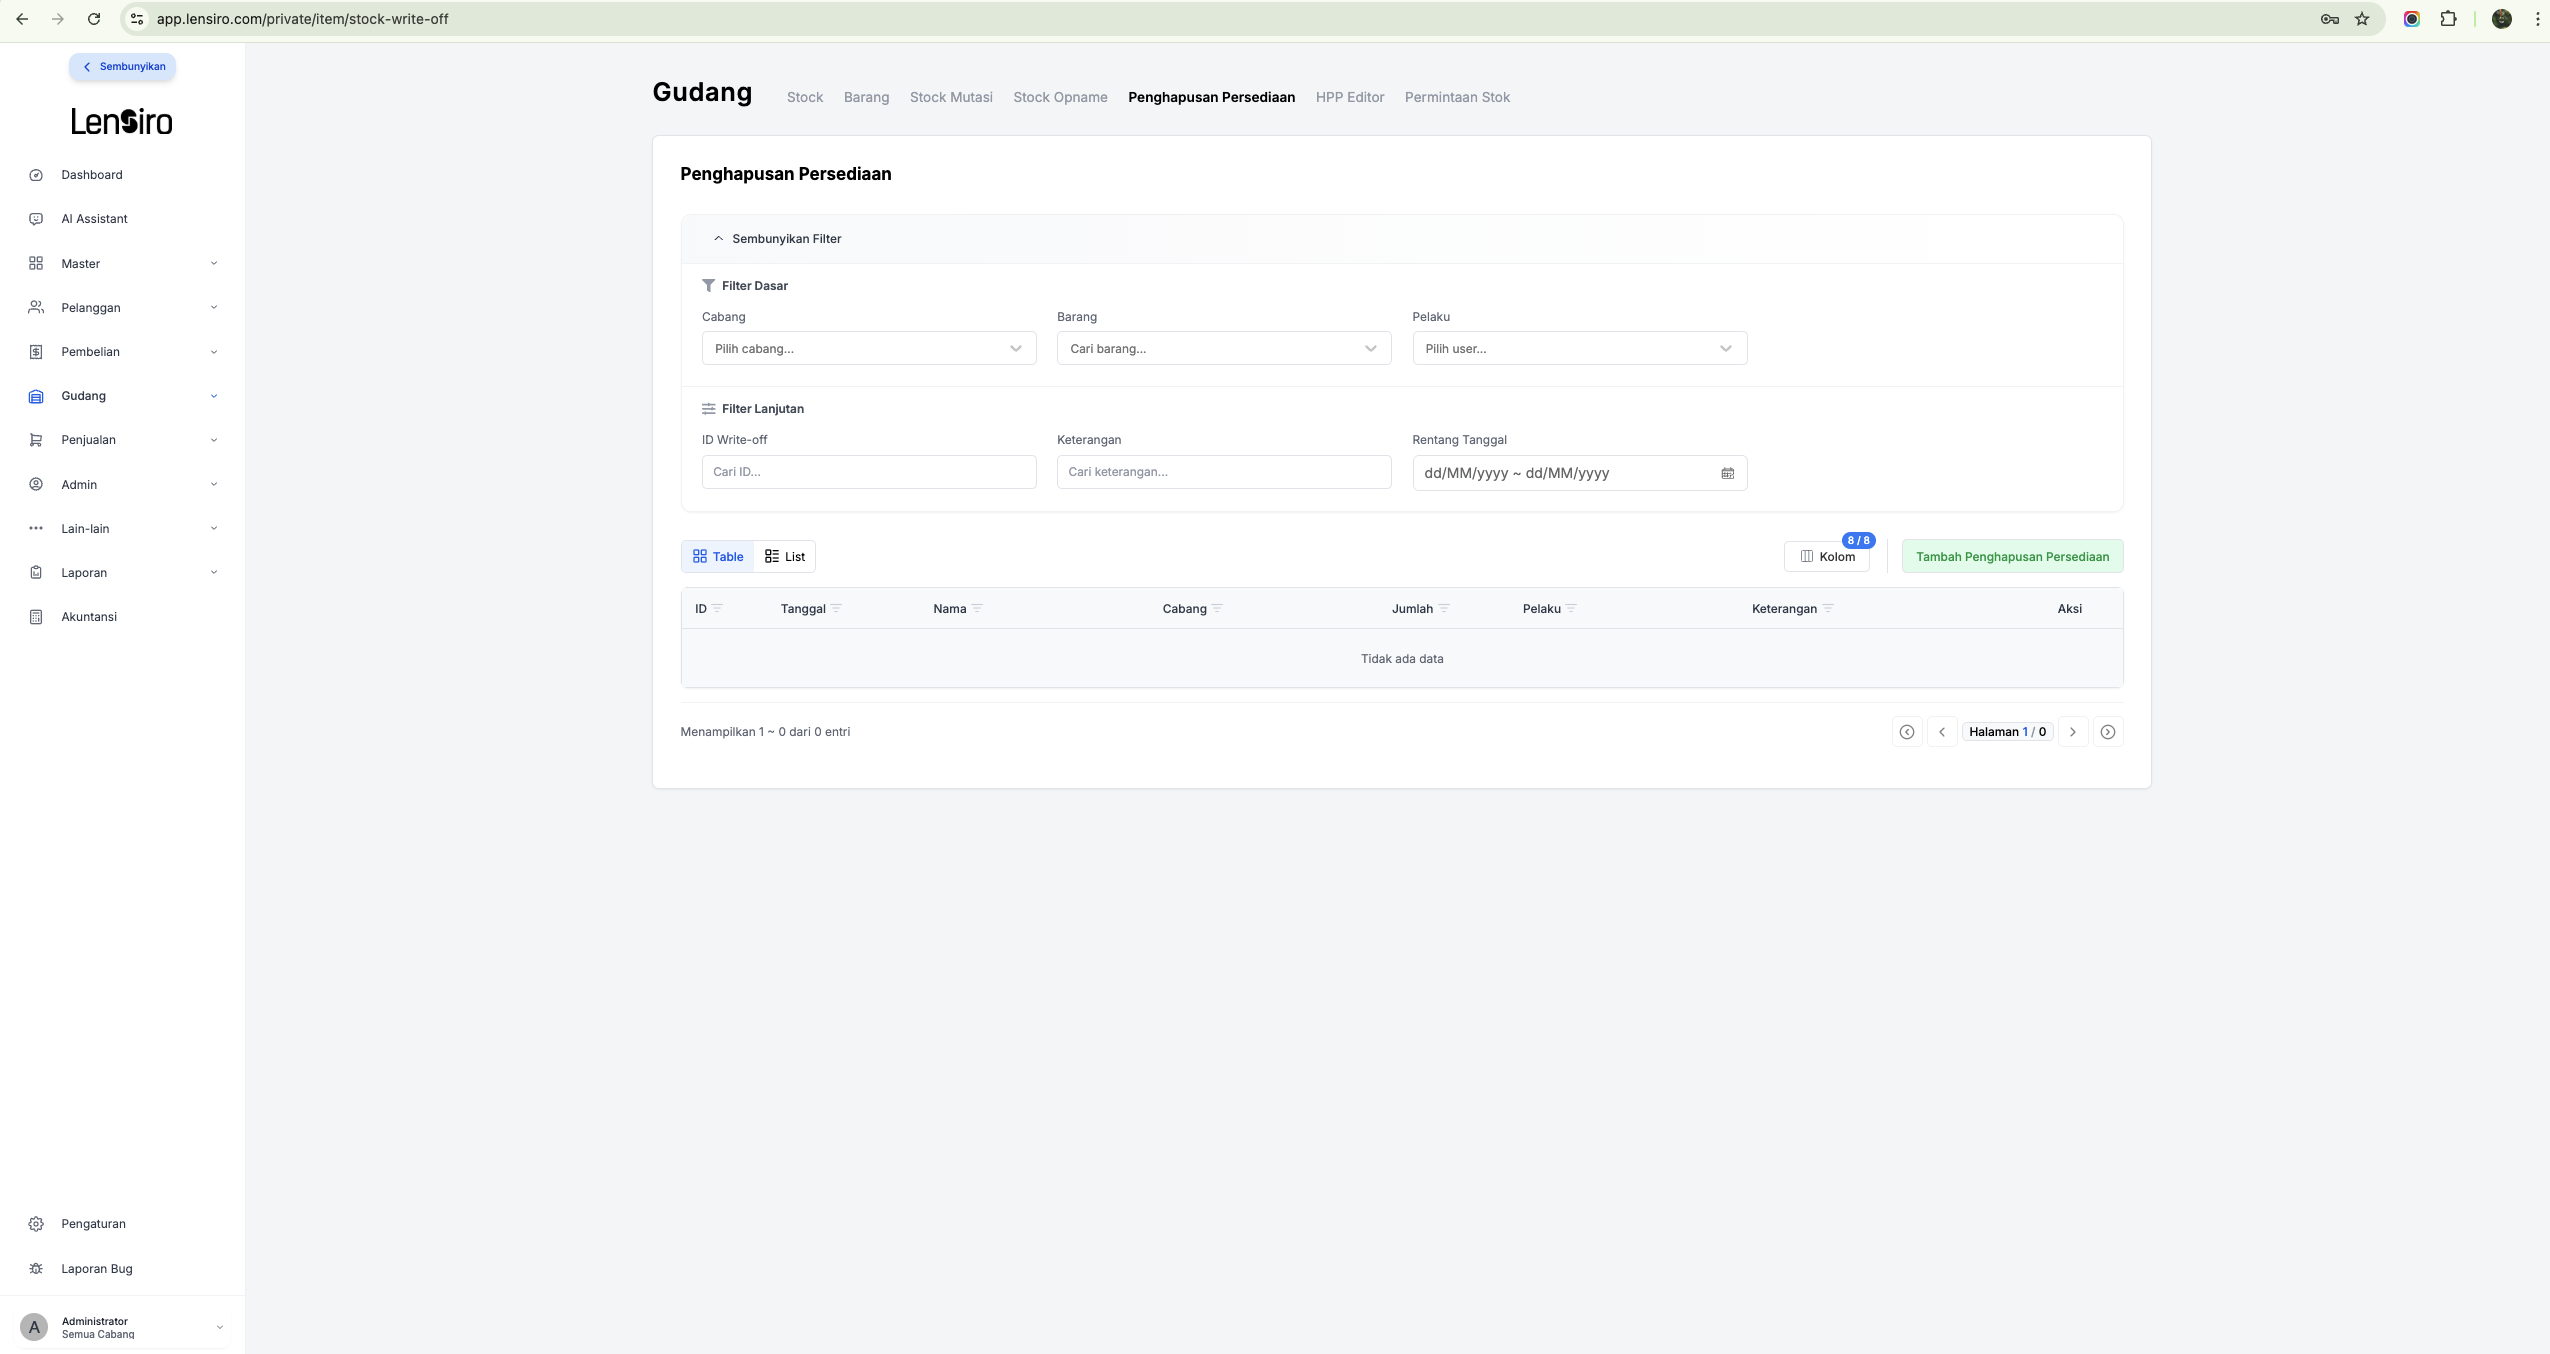 app.lensiro.com/private/item/stock-write-off
Sembunyikan
LenSiro
Dashboard
AI Assistant
Master
Pelanggan
Pembelian
Gudang
Penjualan
Admin
Lain-lain
Laporan
Akuntansi
Pengaturan
Laporan Bug
A
Administrator
Semua Cabang
Gudang Stock Barang Stock Mutasi Stock Opname Penghapusan Persediaan HPP Editor Permintaan Stok
Penghapusan Persediaan
Sembunyikan Filter
Filter Dasar
Cabang Barang Pelaku
Pilih cabang... Cari barang... Pilih user...
Filter Lanjutan
ID Write-off Keterangan Rentang Tanggal
Cari ID... Cari keterangan... dd/MM/yyyy ~ dd/MM/yyyy
8 / 8
Table List Kolom Tambah Penghapusan Persediaan
ID Tanggal Nama Cabang Jumlah Pelaku Keterangan Aksi
Tidak ada data
Menampilkan 1 ~ 0 dari 0 entri Halaman 1 / 0